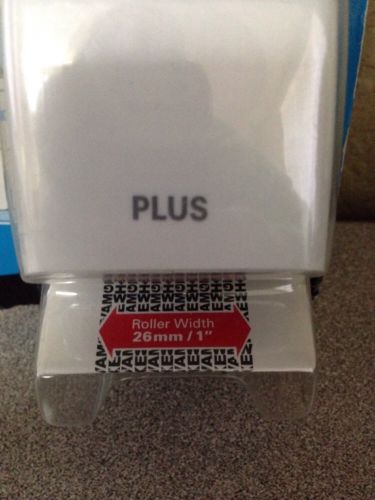 PLUS
Roller Width
26mm / 1"